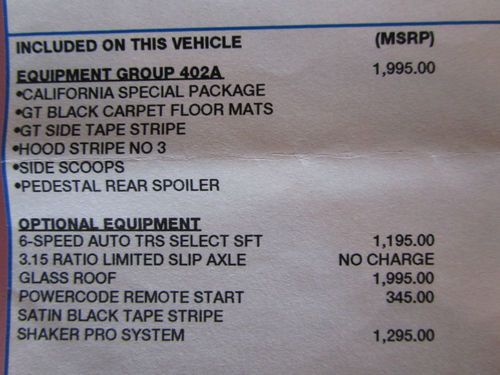 INCLUDED ON THIS VEHICLE (MSRP)
EQUIPMENT GROUP 402A 1,995.00
•CALIFORNIA SPECIAL PACKAGE
•GT BLACK CARPET FLOOR MATS
•GT SIDE TAPE STRIPE
•HOOD STRIPE NO 3
•SIDE SCOOPS
•PEDESTAL REAR SPOILER
OPTIONAL EQUIPMENT
6-SPEED AUTO TRS SELECT SFT 1,195.00
3.15 RATIO LIMITED SLIP AXLE NO CHARGE
GLASS ROOF 1,995.00
POWERCODE REMOTE START 345.00
SATIN BLACK TAPE STRIPE
SHAKER PRO SYSTEM 1,295.00